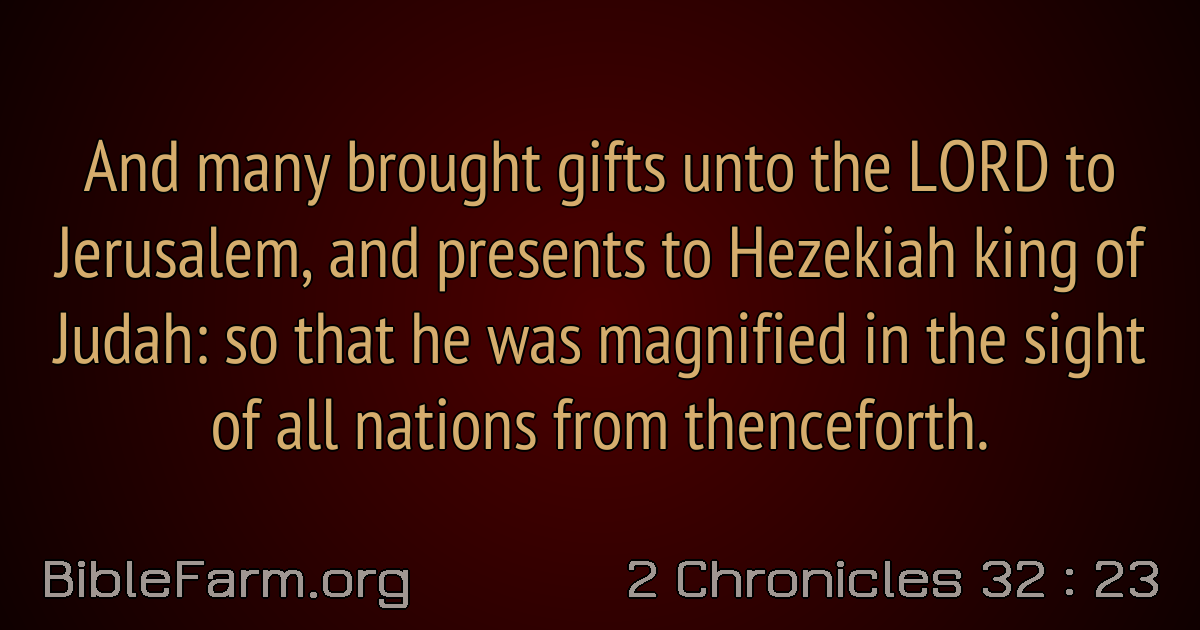 And many brought gifts unto the LORD to
Jerusalem, and presents to Hezekiah king of
Judah: so that he was magnified in the sight
of all nations from thenceforth.
BibleFarm.org
2 Chronicles 32 : 23